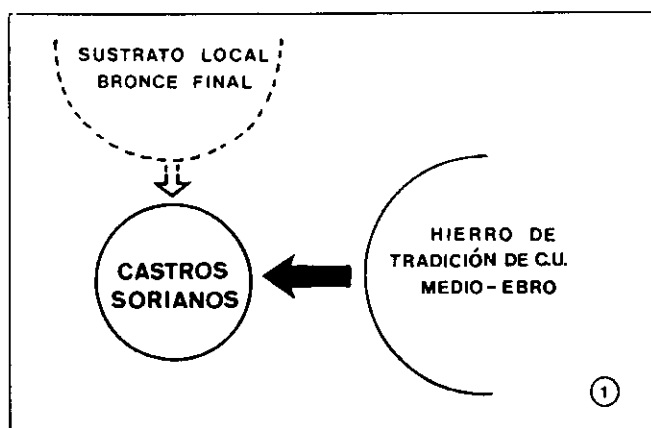 SUSTRATO LOCAL
BRONCE FINAL
CASTROS
SORIANOS
HIERRO DE
TRADICIÓN DE C.U.
MEDIO-EBRO
1